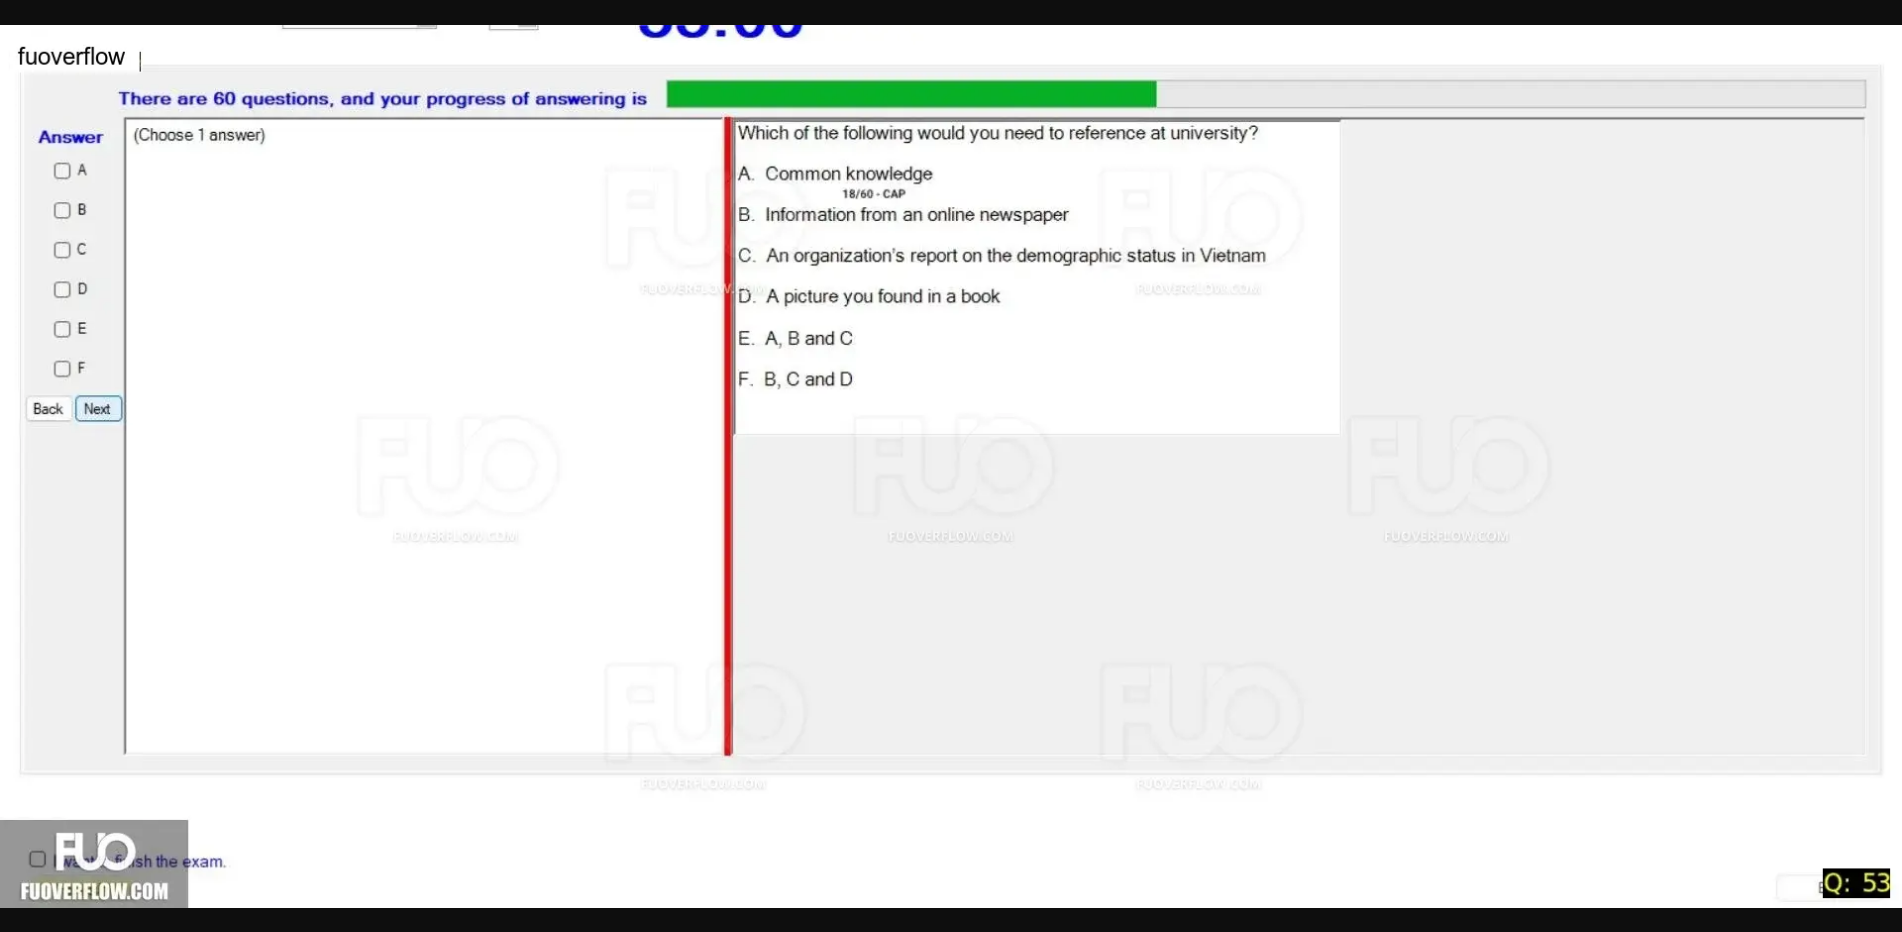 fuoverflow
There are 60 questions, and your progress of answering is
Answer
A
B
C
D
E
F
Back Next
(Choose 1 answer)
Which of the following would you need to reference at university?
A. Common knowledge
18/60 - CAP
B. Information from an online newspaper
C. An organization's report on the demographic status in Vietnam
D. A picture you found in a book
E. A, B and C
F. B, C and D
FUO
FUOVERFLOW.COM
FUO
FUOVERFLOW.COM
FUO
FUOVERFLOW.COM
FUO
FUOVERFLOW.COM
FUO
FUOVERFLOW.COM
FUO
FUOVERFLOW.COM
FUO
FUOVERFLOW.COM
the exam.
FUO
FUOVERFLOW.COM
Q: 53